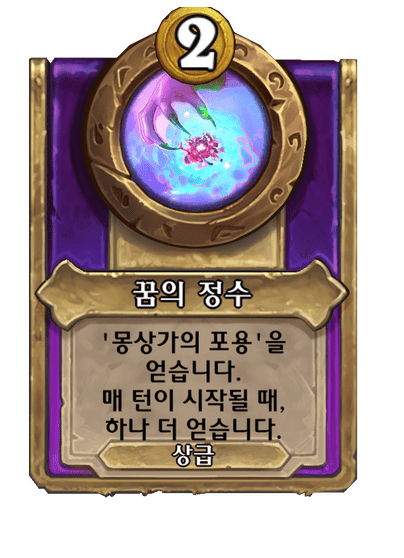 2
꿈의 정수
'몽상가의 포용'을
얻습니다.
매 턴이 시작될 때,
하나 더 얻습니다.
상급